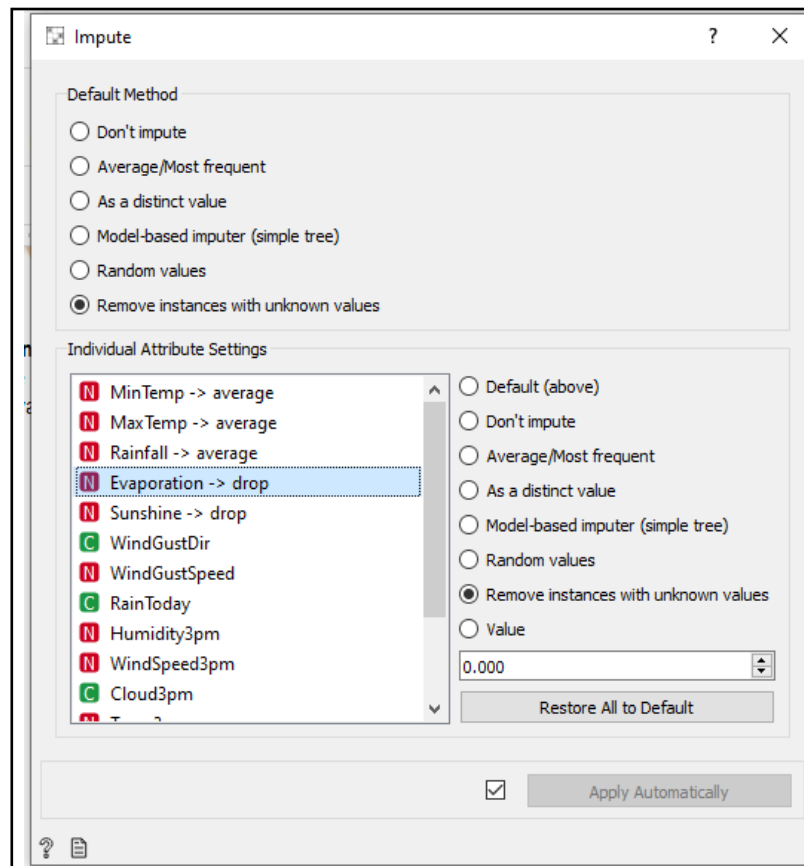 Impute
?
Default Method
Don't impute
Average/Most frequent
As a distinct value
Model-based imputer (simple tree)
Random values
Remove instances with unknown values
Individual Attribute Settings
N MinTemp -> average
N MaxTemp -> average
N Rainfall -> average
N Evaporation -> drop
N Sunshine -> drop
C WindGustDir
N WindGustSpeed
C RainToday
N Humidity3pm
N WindSpeed3pm
C Cloud3pm
Default (above)
Don't impute
Average/Most frequent
As a distinct value
Model-based imputer (simple tree)
Random values
Remove instances with unknown values
Value
0.000
Restore All to Default
Apply Automatically
?